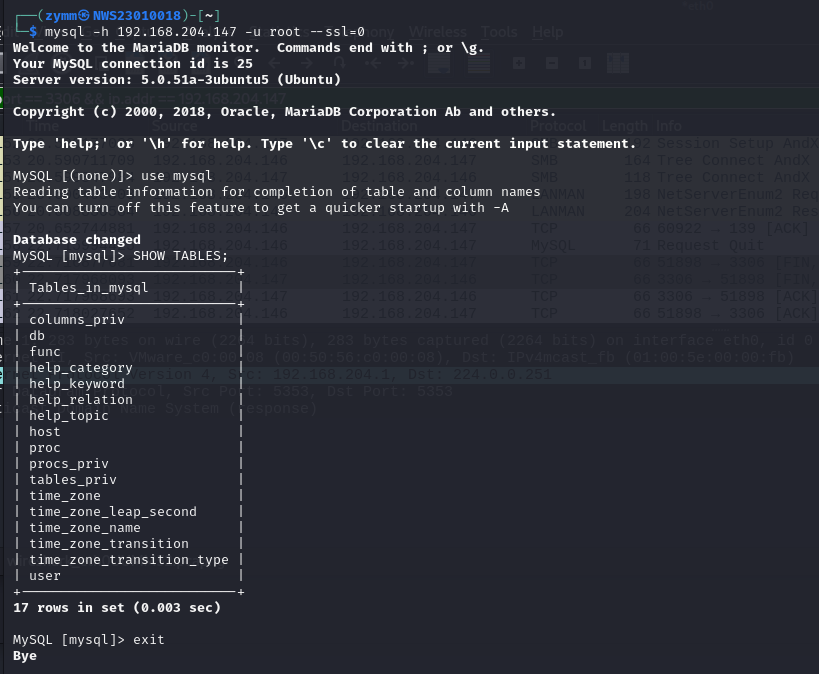 ┌──(zymm㉿NWS23010018)-[~]
└─$ mysql -h 192.168.204.147 -u root --ssl=0
Welcome to the MariaDB monitor.  Commands end with ; or \g.
Your MySQL connection id is 25
Server version: 5.0.51a-3ubuntu5 (Ubuntu)

Copyright (c) 2000, 2018, Oracle, MariaDB Corporation Ab and others.

Type 'help;' or '\h' for help. Type '\c' to clear the current input statement.

MySQL [(none)]> use mysql
Reading table information for completion of table and column names
You can turn off this feature to get a quicker startup with -A

Database changed
MySQL [mysql]> SHOW TABLES;
+---------------------------+
| Tables_in_mysql           |
+---------------------------+
| columns_priv              |
| db                        |
| func                      |
| help_category             |
| help_keyword              |
| help_relation             |
| help_topic                |
| host                      |
| proc                      |
| procs_priv                |
| tables_priv               |
| time_zone                 |
| time_zone_leap_second     |
| time_zone_name            |
| time_zone_transition      |
| time_zone_transition_type |
| user                      |
+---------------------------+
17 rows in set (0.003 sec)

MySQL [mysql]> exit
Bye